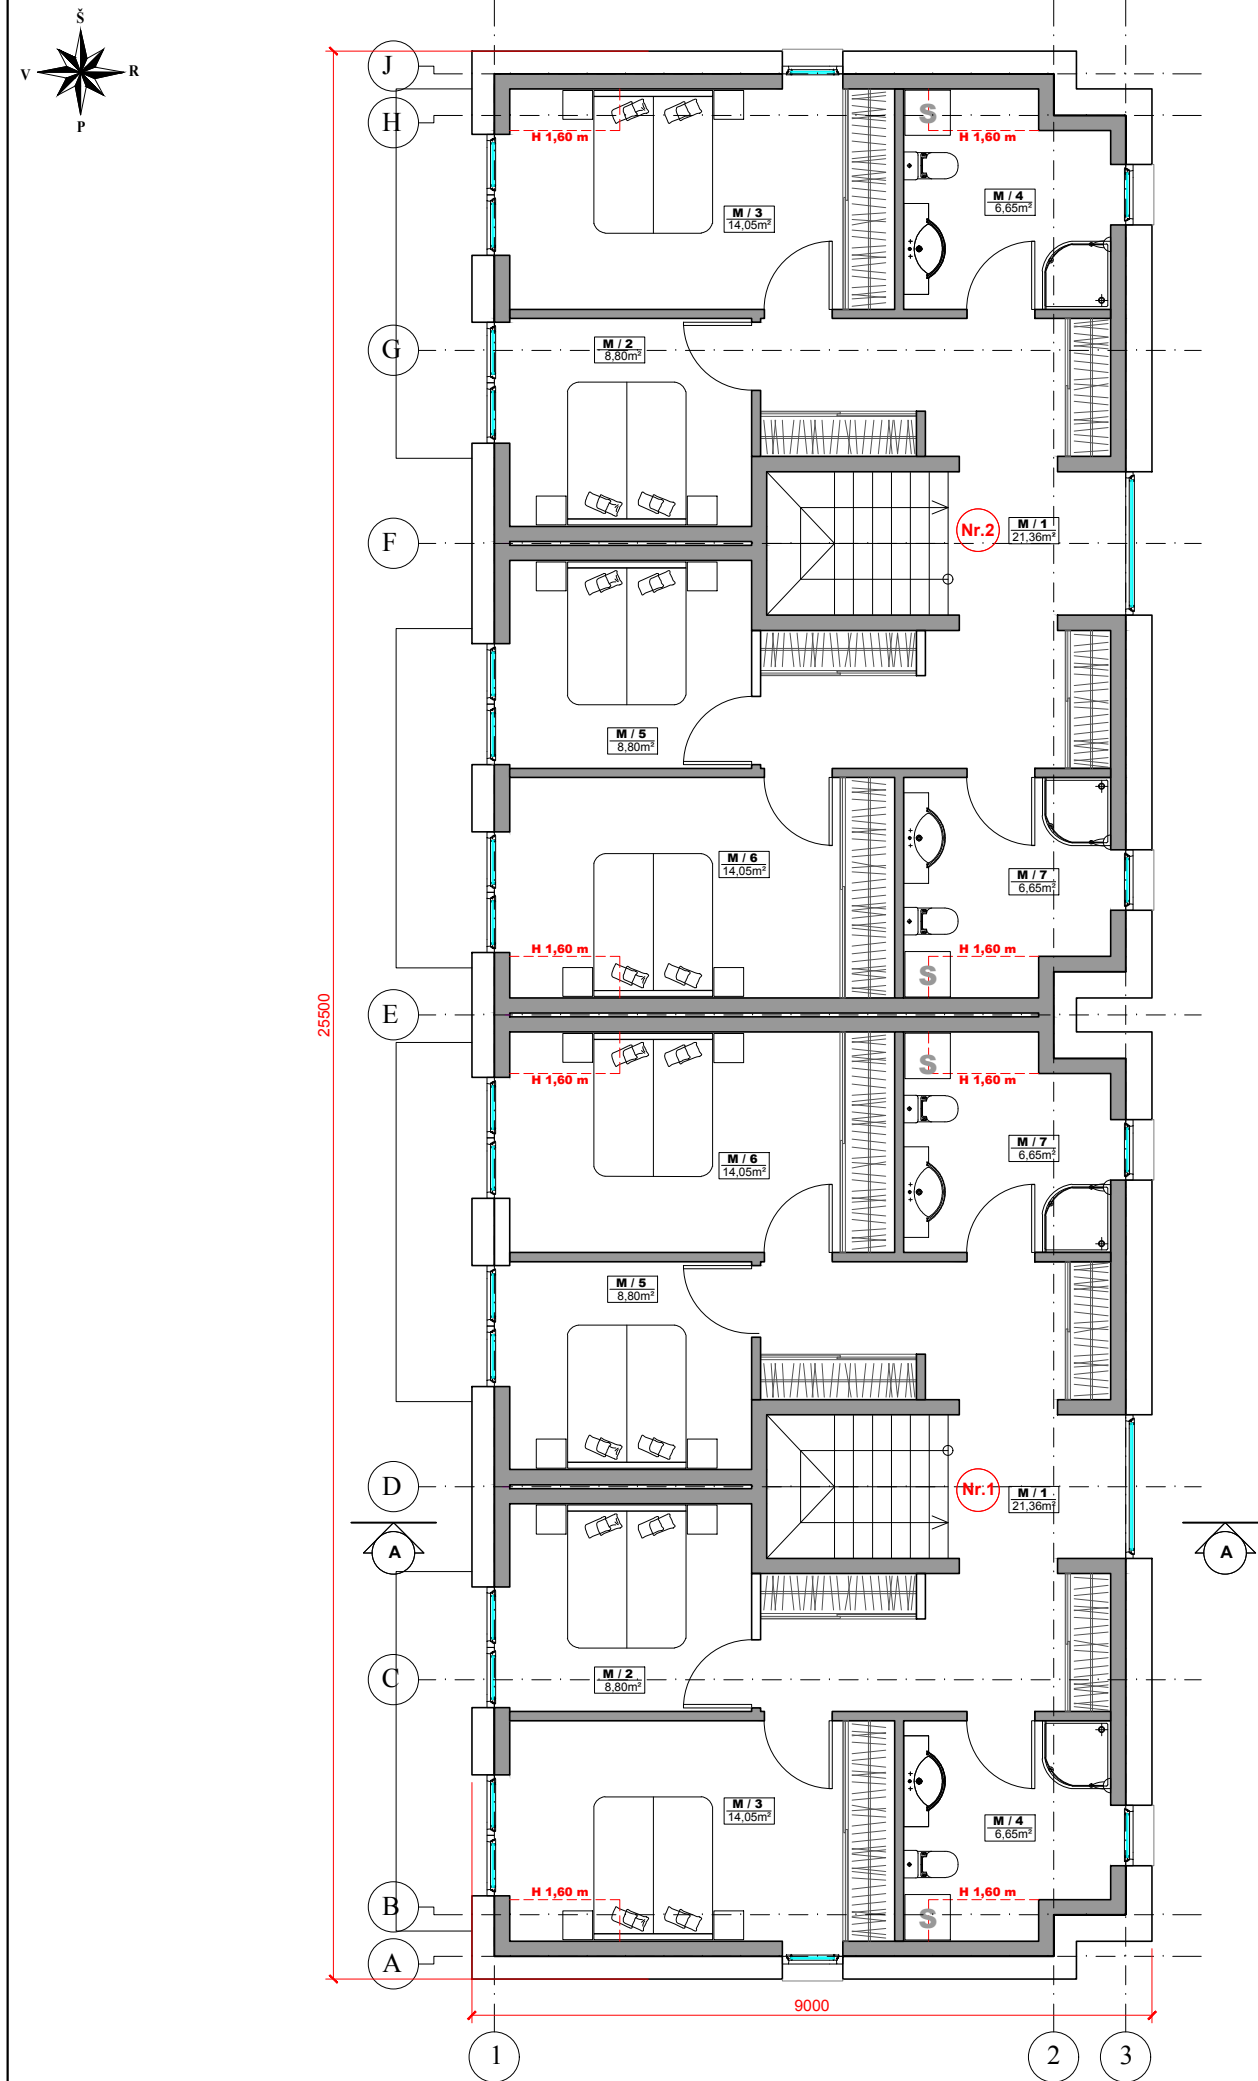 Š
V R
P
J
H
H 1,60 m
S
H 1,60 m
M / 3
14,05m²
M / 4
6,65m²
G
M / 2
8,80m²
F
Nr.2
M / 1
21,36m²
M / 5
8,80m²
M / 6
14,05m²
M / 7
6,65m²
H 1,60 m
S
H 1,60 m
25500
E
H 1,60 m
S
H 1,60 m
M / 6
14,05m²
M / 7
6,65m²
M / 5
8,80m²
D
Nr.1
M / 1
21,36m²
A
A
C
M / 2
8,80m²
M / 3
14,05m²
M / 4
6,65m²
B
H 1,60 m
S
H 1,60 m
A
9000
1
2
3